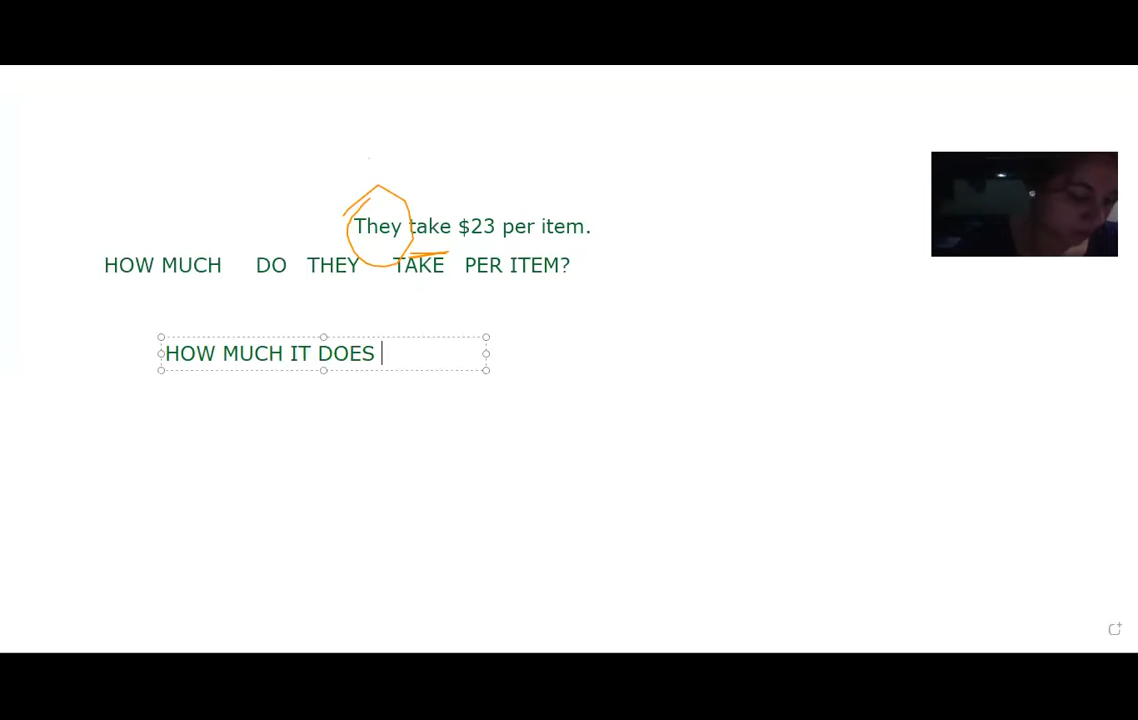 They take $23 per item.
HOW MUCH DO THEY TAKE PER ITEM?
HOW MUCH IT DOES